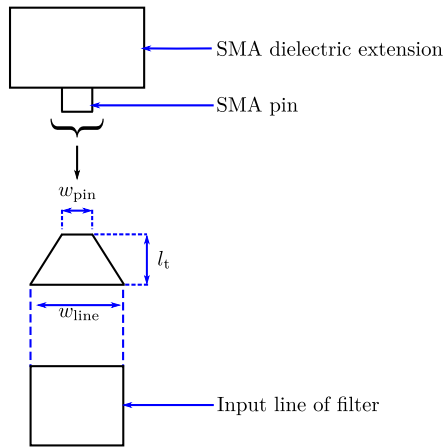 SMA dielectric extension
SMA pin
w_pin
l_t
w_line
Input line of filter